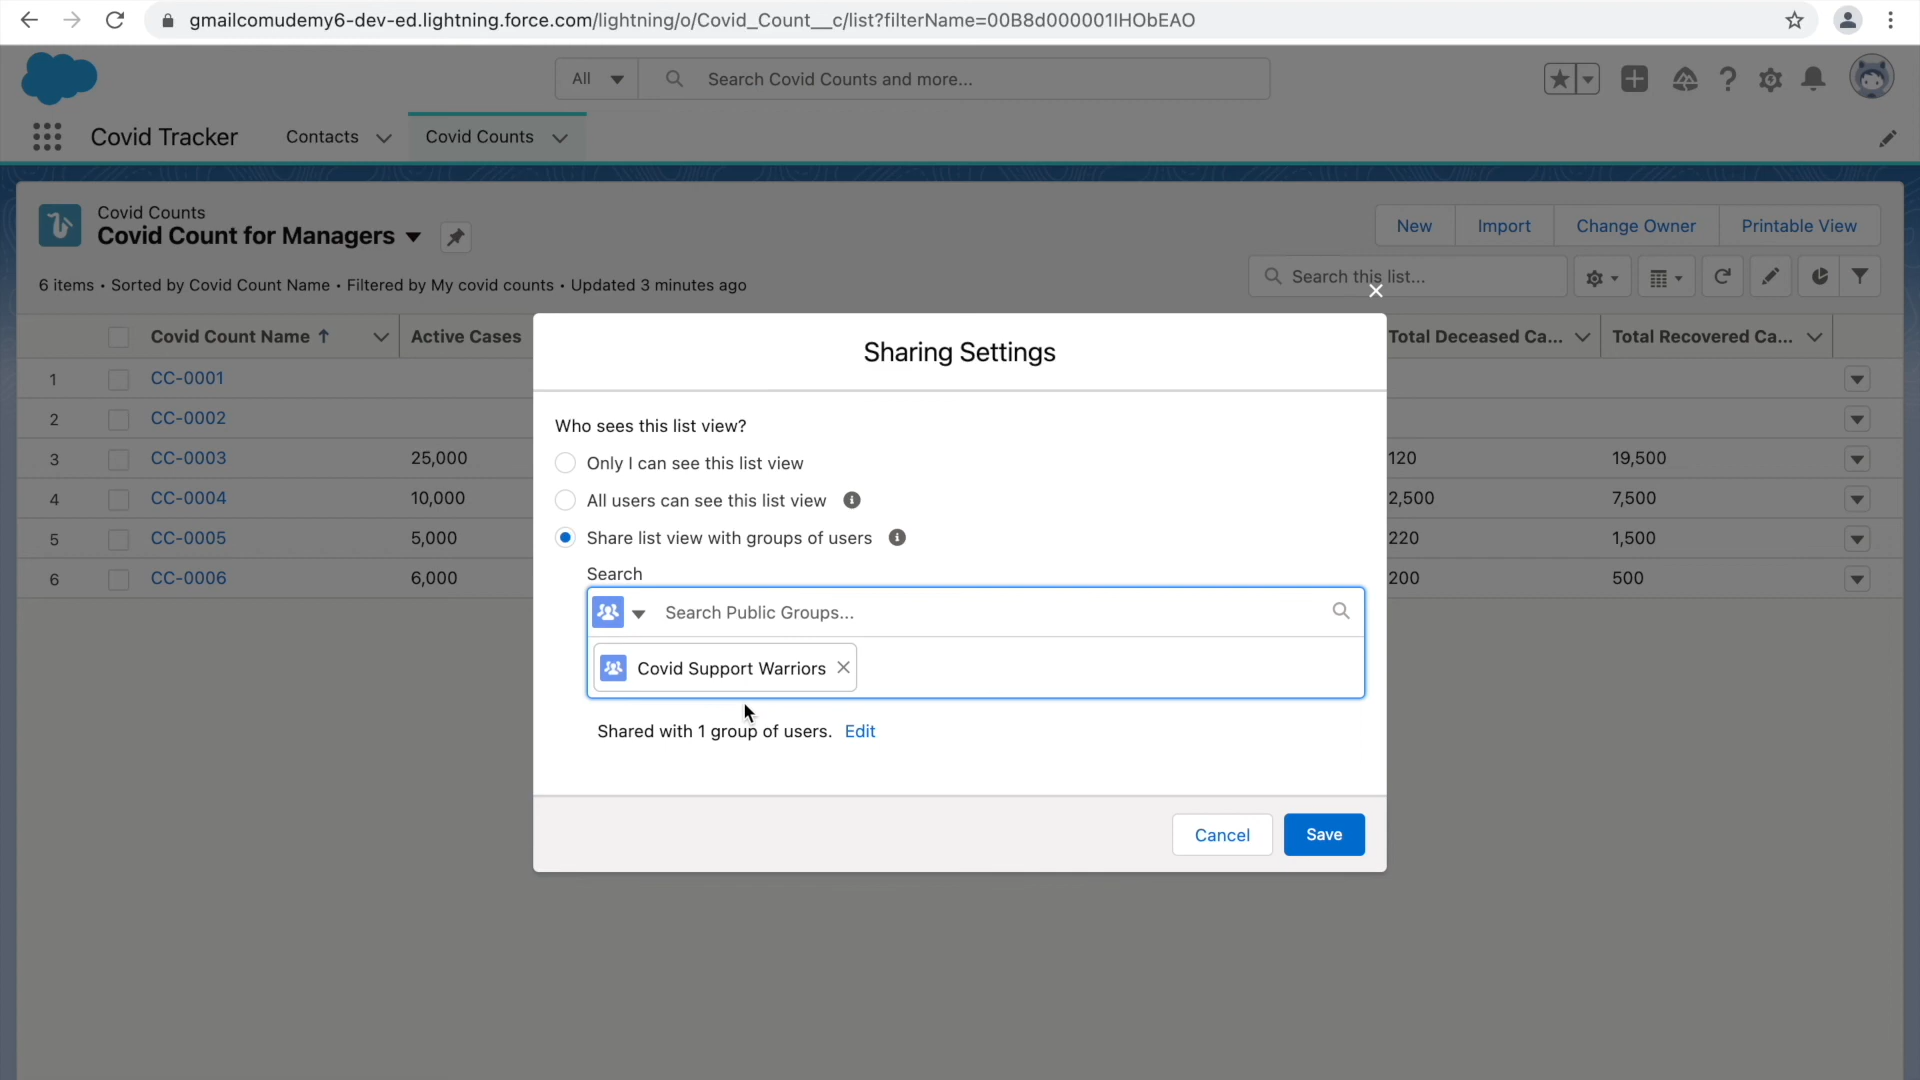 gmailcomudemy6-dev-ed.lightning.force.com/lightning/o/Covid_Count__c/list?filterName=00B8d000001lHObEAO
All
Search Covid Counts and more...
Covid Tracker
Contacts
Covid Counts
Covid Counts
Covid Count for Managers
New
Import
Change Owner
Printable View
6 items • Sorted by Covid Count Name • Filtered by My covid counts • Updated 3 minutes ago
Search this list...
Covid Count Name
Active Cases
Total Deceased Ca...
Total Recovered Ca...
1 CC-0001
2 CC-0002
3 CC-0003 25,000 120 19,500
4 CC-0004 10,000 2,500 7,500
5 CC-0005 5,000 220 1,500
6 CC-0006 6,000 200 500
Sharing Settings
Who sees this list view?
Only I can see this list view
All users can see this list view
Share list view with groups of users
Search
Search Public Groups...
Covid Support Warriors
Shared with 1 group of users. Edit
Cancel
Save